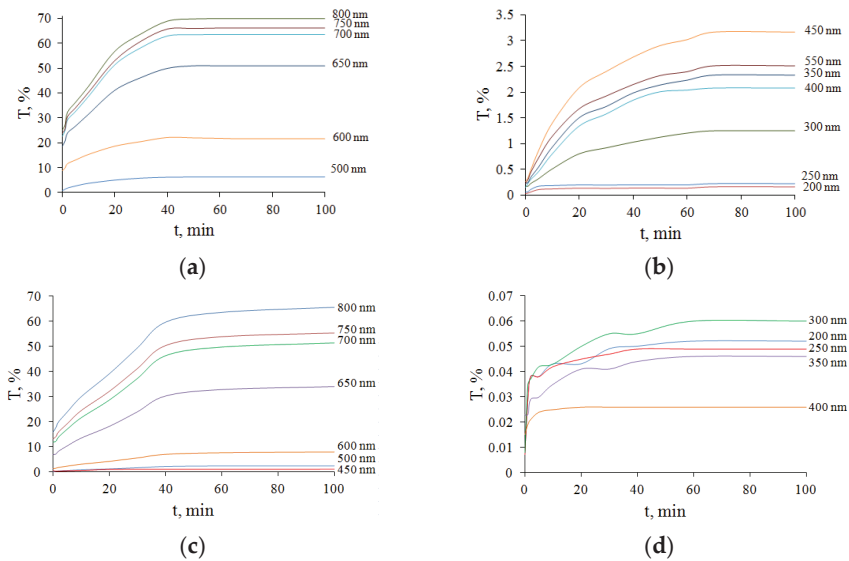 70
60
50
40
30
20
10
0
T, %
0 20 40 60 80 100
t, min
800 nm
750 nm
700 nm
650 nm
600 nm
500 nm
(a)
3.5
3
2.5
2
1.5
1
0.5
0
T, %
0 20 40 60 80 100
t, min
450 nm
550 nm
350 nm
400 nm
300 nm
250 nm
200 nm
(b)
70
60
50
40
30
20
10
0
T, %
0 20 40 60 80 100
t, min
800 nm
750 nm
700 nm
650 nm
600 nm
500 nm
450 nm
(c)
0.07
0.06
0.05
0.04
0.03
0.02
0.01
0
T, %
0 20 40 60 80 100
t, min
300 nm
200 nm
250 nm
350 nm
400 nm
(d)